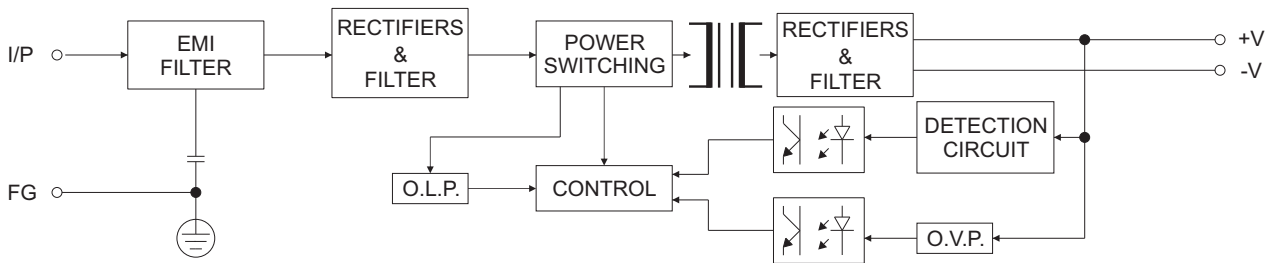 I/P
EMI
FILTER
RECTIFIERS
&
FILTER
POWER
SWITCHING
RECTIFIERS
&
FILTER
+V
-V
DETECTION
CIRCUIT
FG
O.L.P.
CONTROL
O.V.P.